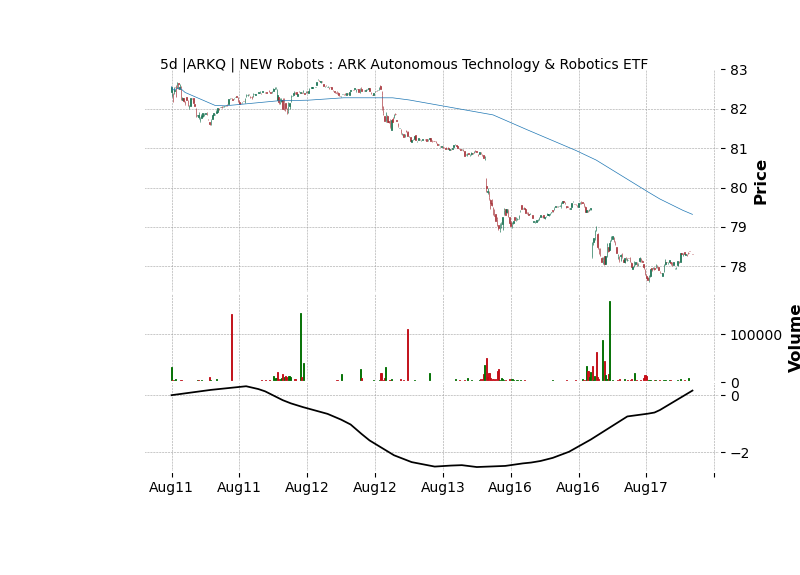 5d |ARKQ | NEW Robots : ARK Autonomous Technology & Robotics ETF
83
82
81
80
79
78
Price
100000
0
Volume
0
−2
Aug11 Aug11 Aug12 Aug12 Aug13 Aug16 Aug16 Aug17